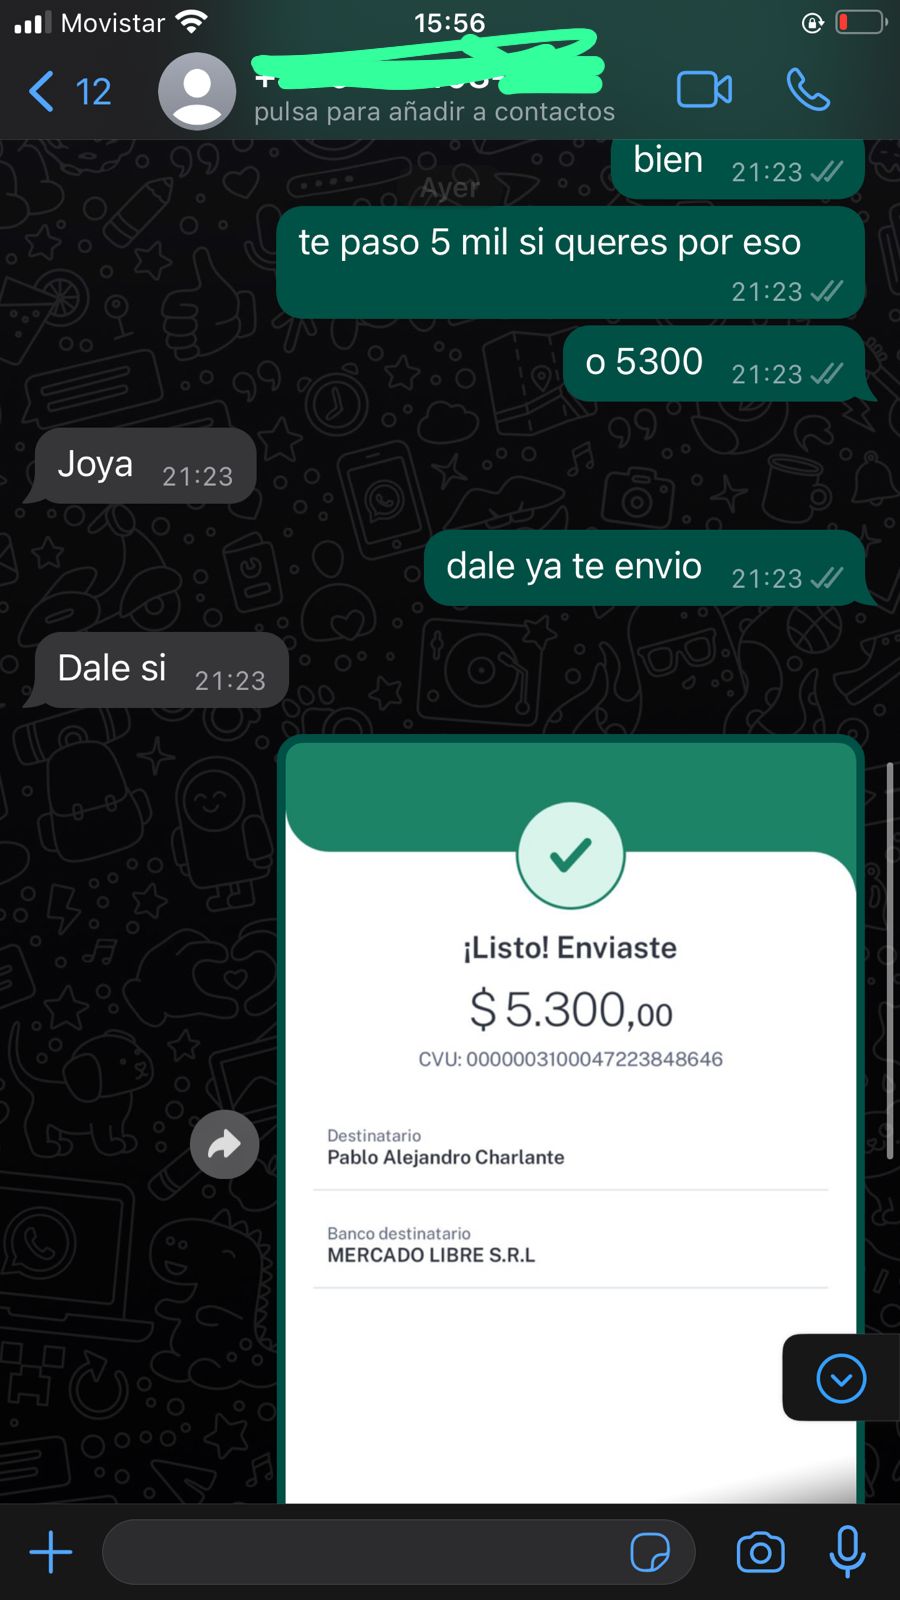 Movistar
15:56
12
pulsa para añadir a contactos
bien 21:23
Ayer
te paso 5 mil si queres por eso
21:23
o 5300 21:23
Joya 21:23
dale ya te envio 21:23
Dale si 21:23
¡Listo! Enviaste
$ 5.300,00
CVU: 0000003100047223848646
Destinatario
Pablo Alejandro Charlante
Banco destinatario
MERCADO LIBRE S.R.L